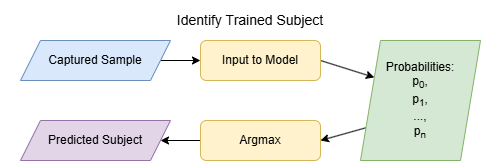 Identify Trained Subject
Captured Sample
Input to Model
Probabilities:
p₀,
p₁,
...,
pₙ
Argmax
Predicted Subject